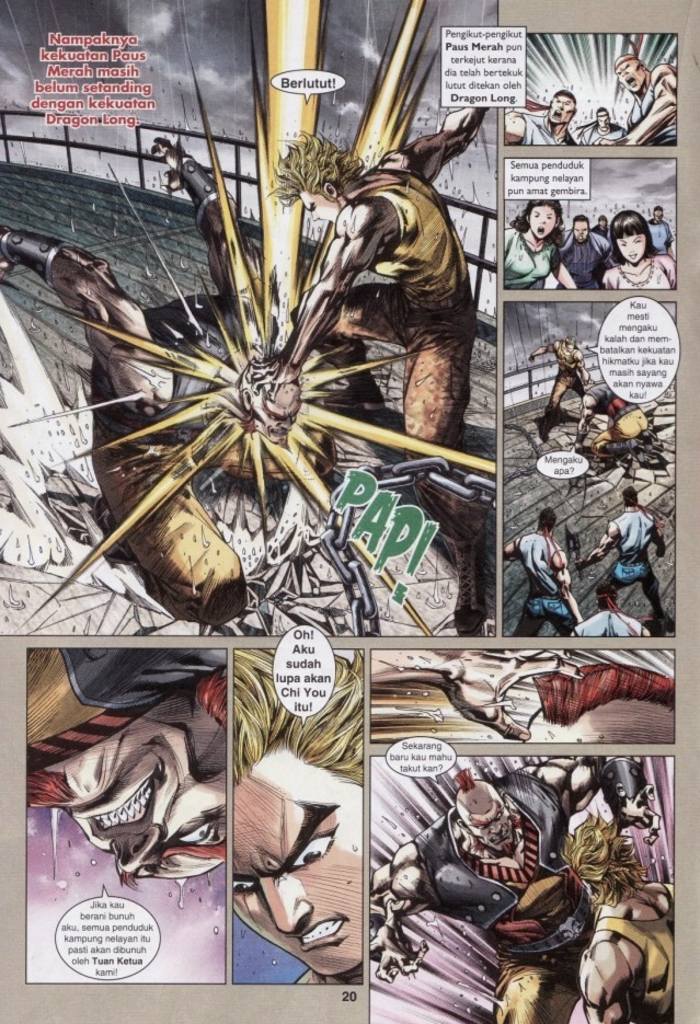 Nampaknya
kekuatan Paus
Merah masih
belum setanding
dengan kekuatan
Dragon Long.
Berlutut!
Pengikut-pengikut
Paus Merah pun
terkejut kerana
dia telah bertekuk
lutut ditekan oleh
Dragon Long.
Semua penduduk
kampung nelayan
pun amat gembira.
Kau
mesti
mengaku
kalah dan mem-
batalkan kekuatan
hikmatku jika kau
masih sayang
akan nyawa
kau!
Mengaku
apa?
PAP!
Jika kau
berani bunuh
aku, semua penduduk
kampung nelayan itu
pasti akan dibunuh
oleh Tuan Ketua
kami!
Oh!
Aku
sudah
lupa akan
Chi You
itu!
Sekarang
baru kau mahu
takut kan?
20